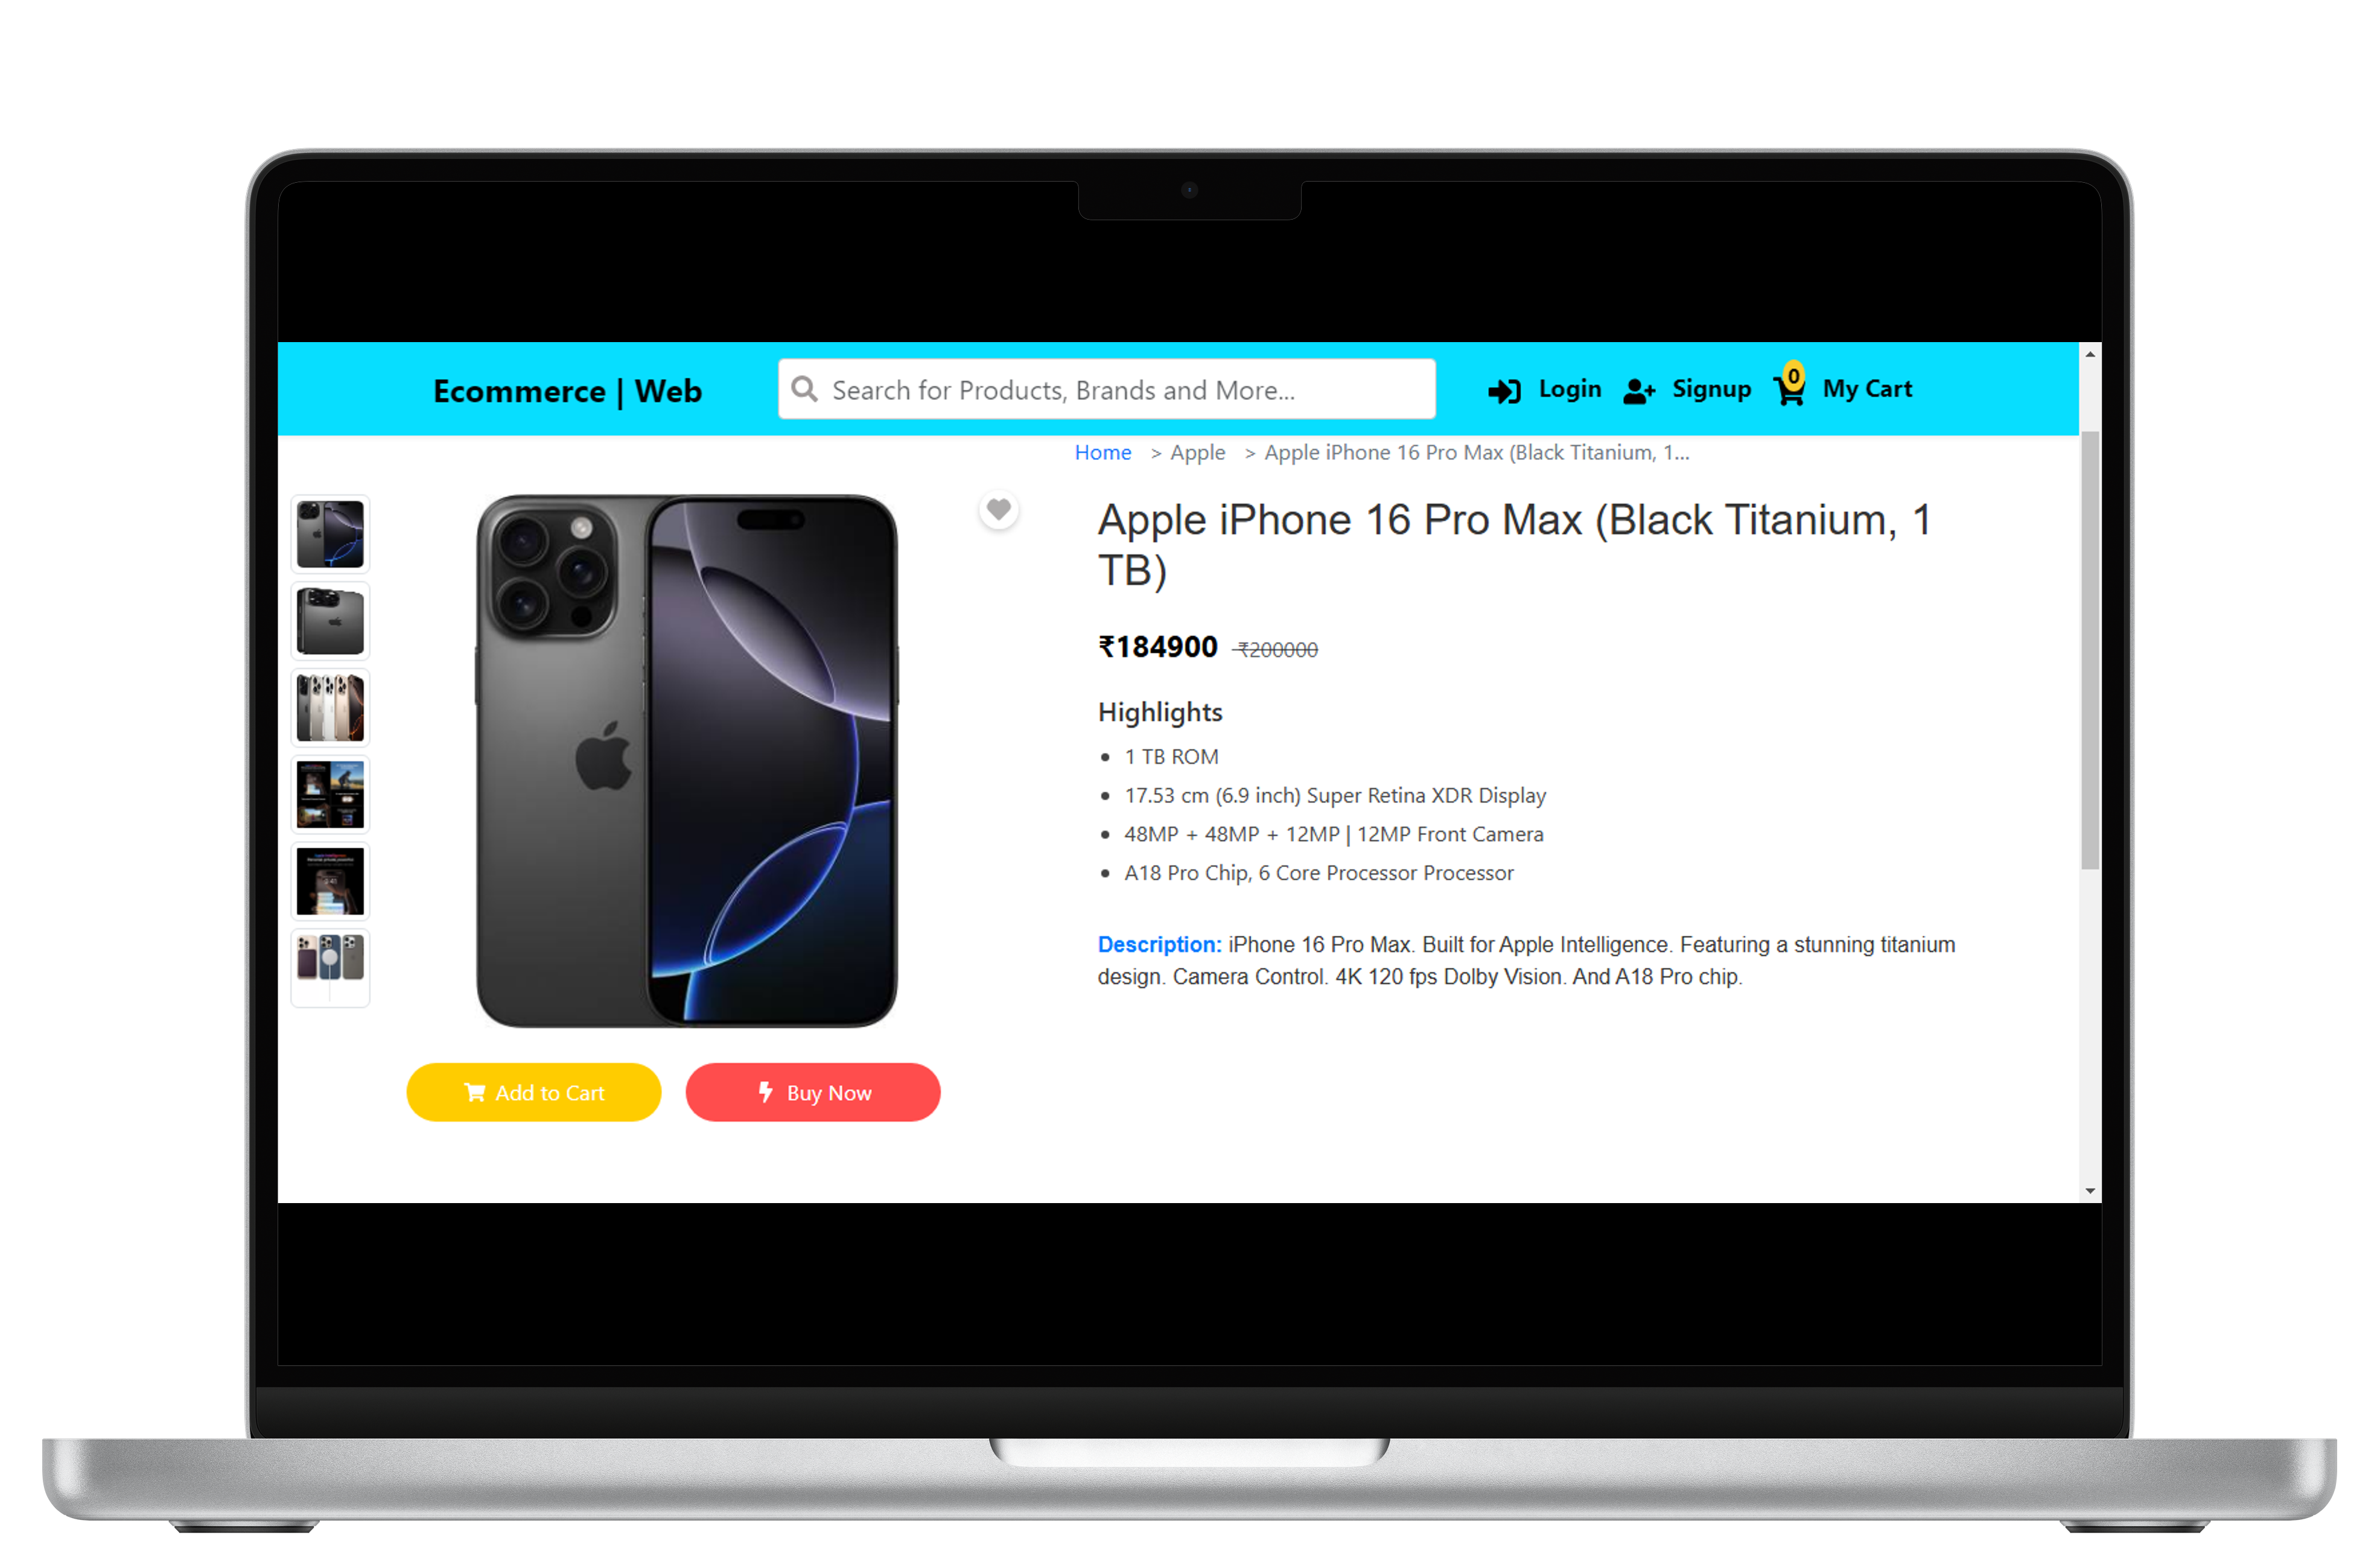 Ecommerce | Web
Search for Products, Brands and More...
Login
Signup
0
My Cart
Home > Apple > Apple iPhone 16 Pro Max (Black Titanium, 1...
Apple iPhone 16 Pro Max (Black Titanium, 1
TB)
₹184900 ₹200000
Highlights
• 1 TB ROM
• 17.53 cm (6.9 inch) Super Retina XDR Display
• 48MP + 48MP + 12MP | 12MP Front Camera
• A18 Pro Chip, 6 Core Processor Processor
Description: iPhone 16 Pro Max. Built for Apple Intelligence. Featuring a stunning titanium
design. Camera Control. 4K 120 fps Dolby Vision. And A18 Pro chip.
Add to Cart
Buy Now